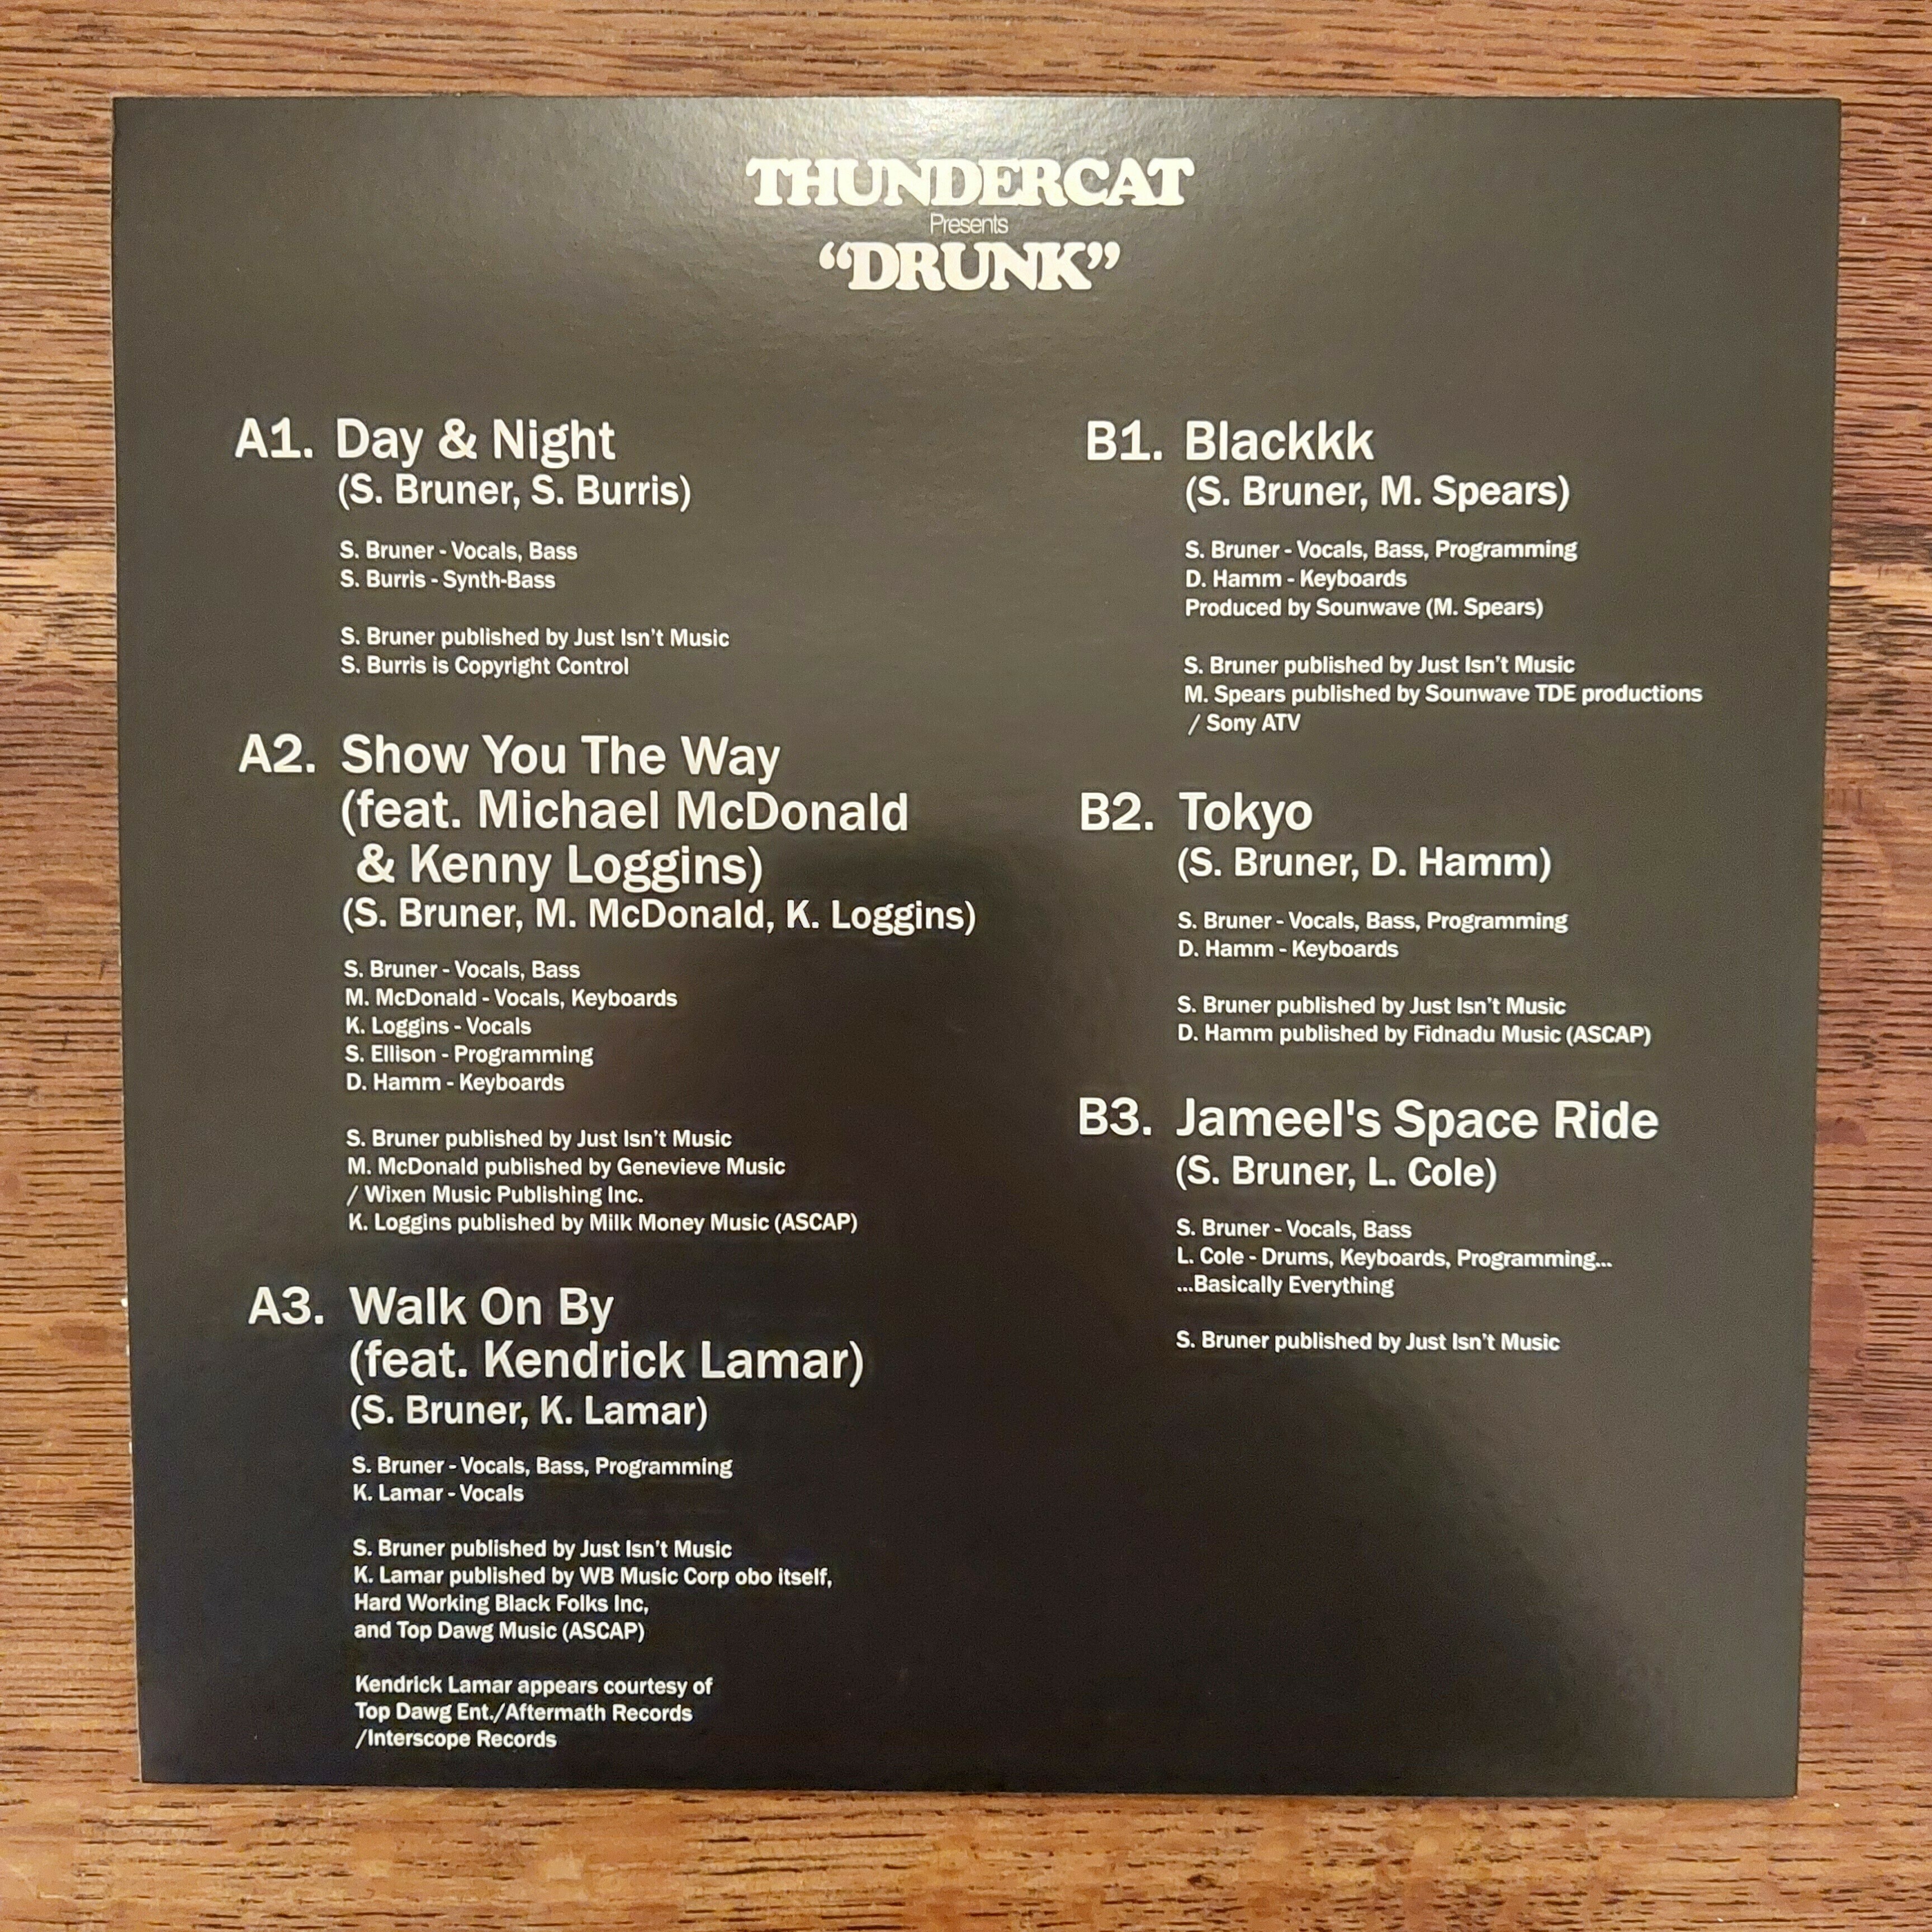 THUNDERCAT
Presents
“DRUNK”
A1. Day & Night
(S. Bruner, S. Burris)
S. Bruner - Vocals, Bass
S. Burris - Synth-Bass
S. Bruner published by Just Isn’t Music
S. Burris is Copyright Control
A2. Show You The Way
(feat. Michael McDonald
& Kenny Loggins)
(S. Bruner, M. McDonald, K. Loggins)
S. Bruner - Vocals, Bass
M. McDonald - Vocals, Keyboards
K. Loggins - Vocals
S. Ellison - Programming
D. Hamm - Keyboards
S. Bruner published by Just Isn’t Music
M. McDonald published by Genevieve Music
/ Wixen Music Publishing Inc.
K. Loggins published by Milk Money Music (ASCAP)
A3. Walk On By
(feat. Kendrick Lamar)
(S. Bruner, K. Lamar)
S. Bruner - Vocals, Bass, Programming
K. Lamar - Vocals
S. Bruner published by Just Isn’t Music
K. Lamar published by WB Music Corp obo itself,
Hard Working Black Folks Inc,
and Top Dawg Music (ASCAP)
Kendrick Lamar appears courtesy of
Top Dawg Ent./Aftermath Records
/Interscope Records
B1. Blackkk
(S. Bruner, M. Spears)
S. Bruner - Vocals, Bass, Programming
D. Hamm - Keyboards
Produced by Sounwave (M. Spears)
S. Bruner published by Just Isn’t Music
M. Spears published by Sounwave TDE productions
/ Sony ATV
B2. Tokyo
(S. Bruner, D. Hamm)
S. Bruner - Vocals, Bass, Programming
D. Hamm - Keyboards
S. Bruner published by Just Isn’t Music
D. Hamm published by Fidnadu Music (ASCAP)
B3. Jameel's Space Ride
(S. Bruner, L. Cole)
S. Bruner - Vocals, Bass
L. Cole - Drums, Keyboards, Programming...
...Basically Everything
S. Bruner published by Just Isn’t Music